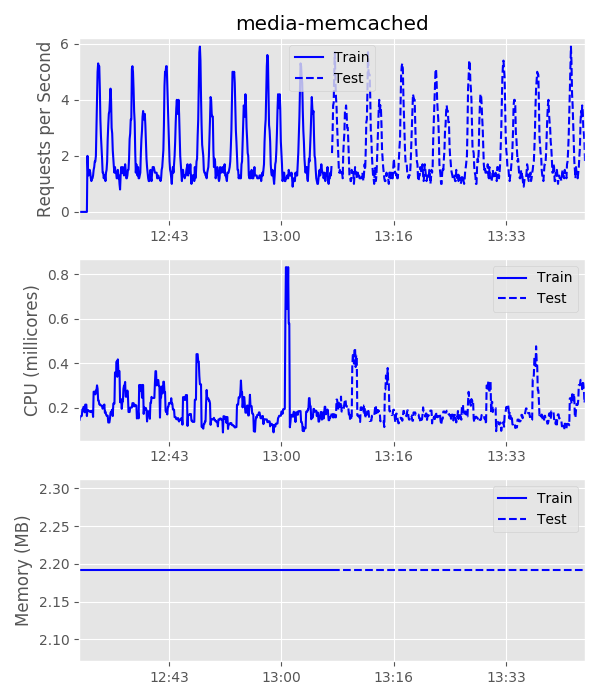 media-memcached
Requests per Second
6
4
2
0
Train
Test
12:43
13:00
13:16
13:33
CPU (millicores)
0.8
0.6
0.4
0.2
Train
Test
12:43
13:00
13:16
13:33
Memory (MB)
2.30
2.25
2.20
2.15
2.10
Train
Test
12:43
13:00
13:16
13:33